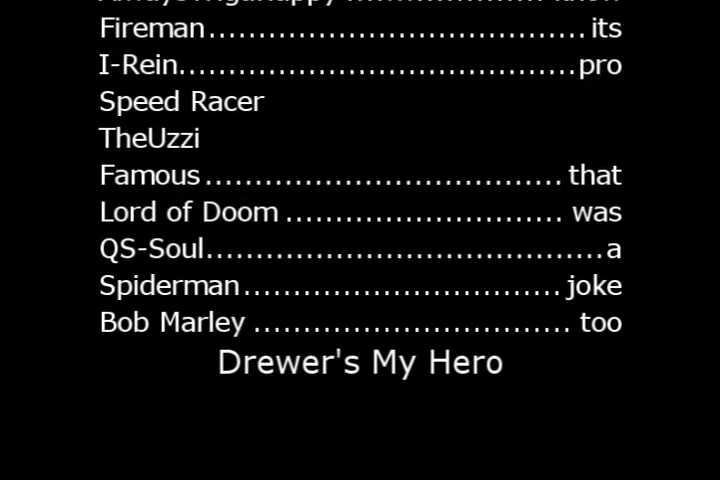 Fireman......................................its
I-Rein........................................pro
Speed Racer
TheUzzi
Famous.................................... that
Lord of Doom............................ was
QS-Soul........................................a
Spiderman................................joke
Bob Marley................................ too
Drewer's My Hero